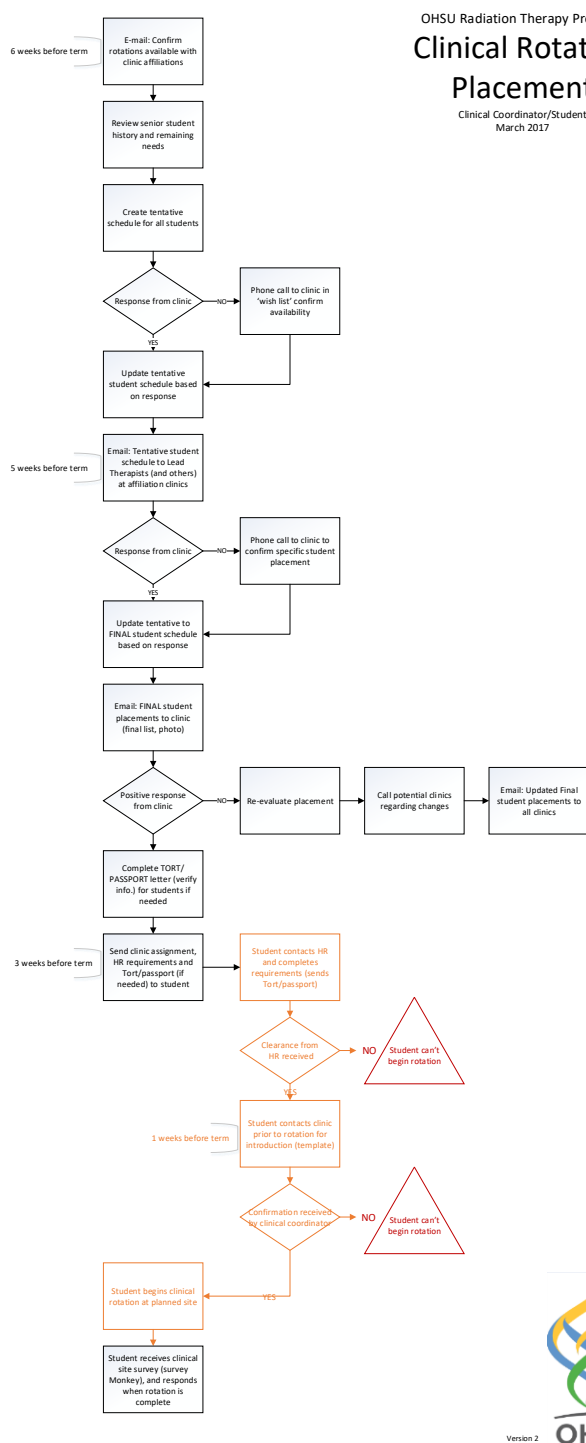 OHSU Radiation Therapy Pr
Clinical Rotat
Placement
Clinical Coordinator/Student
March 2017
6 weeks before term
E-mail: Confirm
rotations available with
clinic affiliations
Review senior student
history and remaining
needs
Create tentative
schedule for all students
Response from clinic
NO
Phone call to clinic in
‘wish list’ confirm
availability
YES
Update tentative
student schedule based
on response
5 weeks before term
Email: Tentative student
schedule to Lead
Therapists (and others)
at affiliation clinics
Response from clinic
NO
Phone call to clinic to
confirm specific student
placement
YES
Update tentative to
FINAL student schedule
based on response
Email: FINAL student
placements to clinic
(final list, photo)
Positive response
from clinic
NO
Re-evaluate placement
Call potential clinics
regarding changes
Email: Updated Final
student placements to
all clinics
Complete TORT/
PASSPORT letter (verify
info.) for students if
needed
3 weeks before term
Send clinic assignment,
HR requirements and
Tort/passport (if
needed) to student
Student contacts HR
and completes
requirements (sends
Tort/passport)
Clearance from
HR received
NO
Student can’t
begin rotation
YES
1 weeks before term
Student contacts clinic
prior to rotation for
introduction (template)
Confirmation received
by clinical coordinator
NO
Student can’t
begin rotation
YES
Student begins clinical
rotation at planned site
Student receives clinical
site survey (survey
Monkey), and responds
when rotation is
complete
Version 2
OH